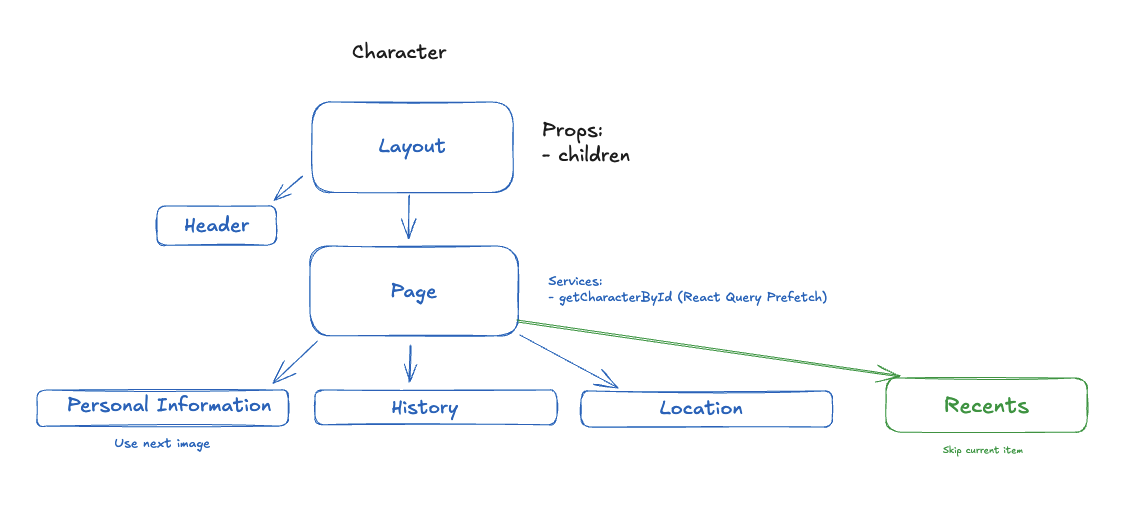 Character
Layout
Props:
- children
Header
Page
Services:
- getCharacterById (React Query Prefetch)
Personal Information
History
Location
Recents
Use next image
Skip current item